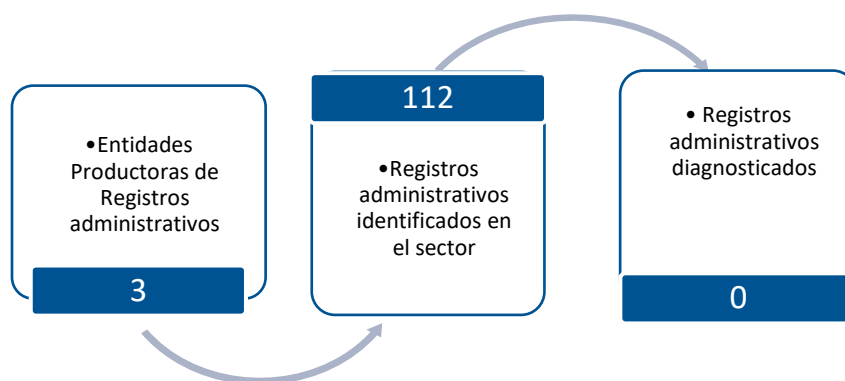 •Entidades
Productoras de
Registros
administrativos
3
112
•Registros
administrativos
identificados en
el sector
• Registros
administrativos
diagnosticados
0